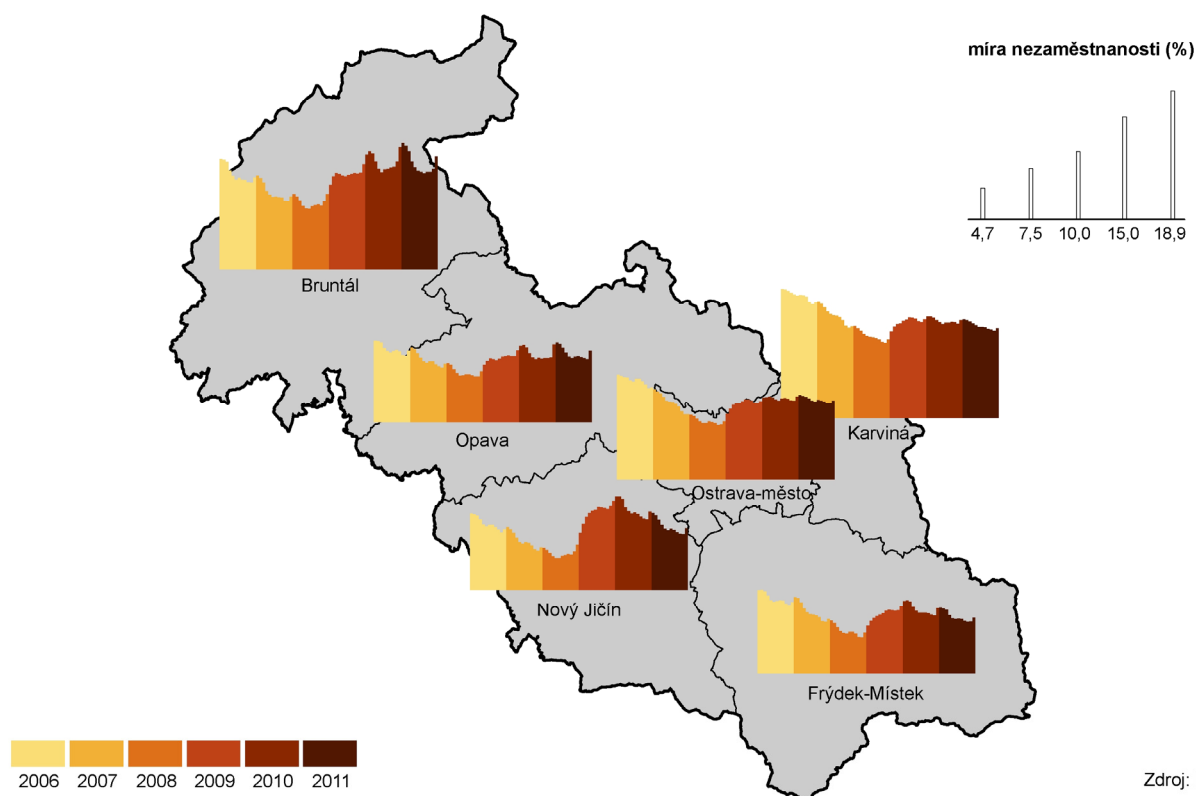 míra nezaměstnanosti (%)
4,7 7,5 10,0 15,0 18,9
Bruntál
Opava
Karviná
Ostrava-město
Nový Jičín
Frýdek-Místek
2006 2007 2008 2009 2010 2011
Zdroj: